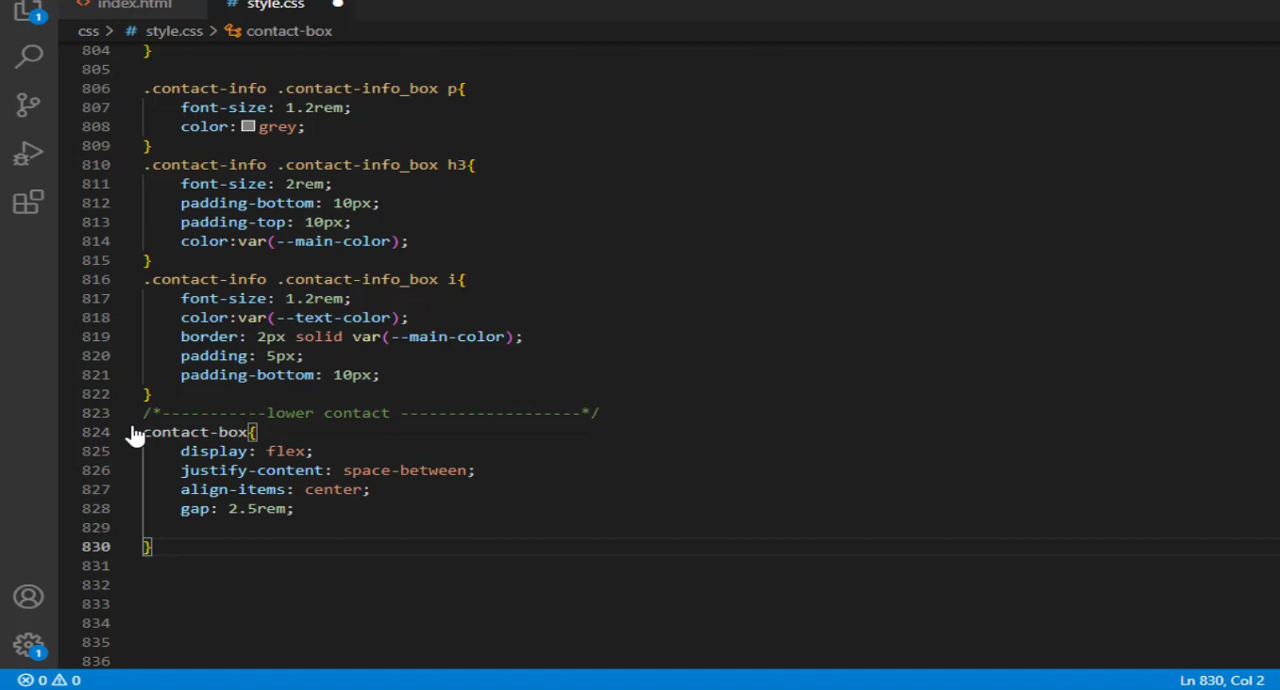 index.html
style.css
css > # style.css > contact-box
804 }
805
806 .contact-info .contact-info_box p{
807 font-size: 1.2rem;
808 color: grey;
809 }
810 .contact-info .contact-info_box h3{
811 font-size: 2rem;
812 padding-bottom: 10px;
813 padding-top: 10px;
814 color:var(--main-color);
815 }
816 .contact-info .contact-info_box i{
817 font-size: 1.2rem;
818 color:var(--text-color);
819 border: 2px solid var(--main-color);
820 padding: 5px;
821 padding-bottom: 10px;
822 }
823 /*-----------lower contact -------------------*/
824 contact-box{
825 display: flex;
826 justify-content: space-between;
827 align-items: center;
828 gap: 2.5rem;
829
830 }
831
832
833
834
835
836
1
1
0 0 Ln 830, Col 2